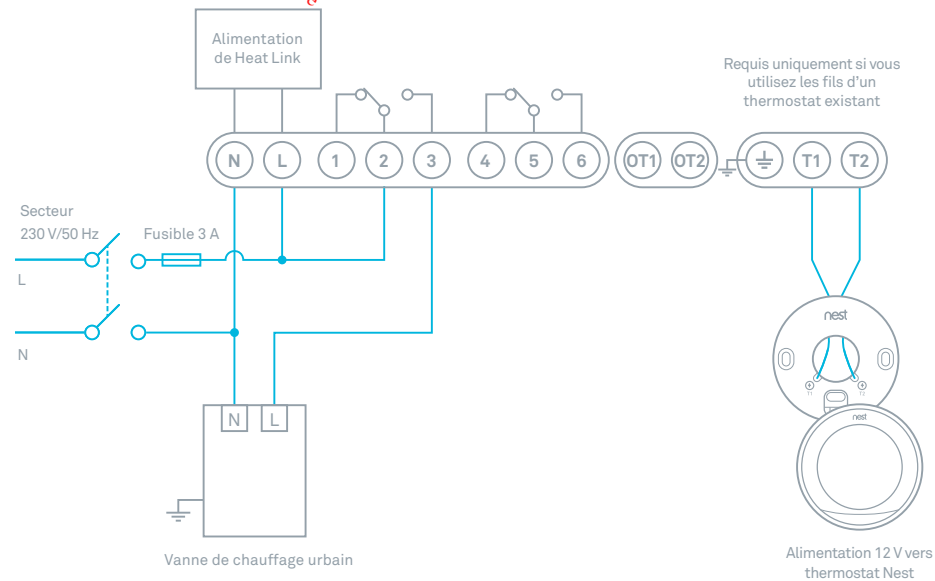 Alimentation
de Heat Link
Requis uniquement si vous
utilisez les fils d'un
thermostat existant
N L 1 2 3 4 5 6 OT1 OT2 T1 T2
Secteur
230 V/50 Hz
Fusible 3 A
L
N
nest
T1 T2
nest
N L
Vanne de chauffage urbain
Alimentation 12 V vers
thermostat Nest